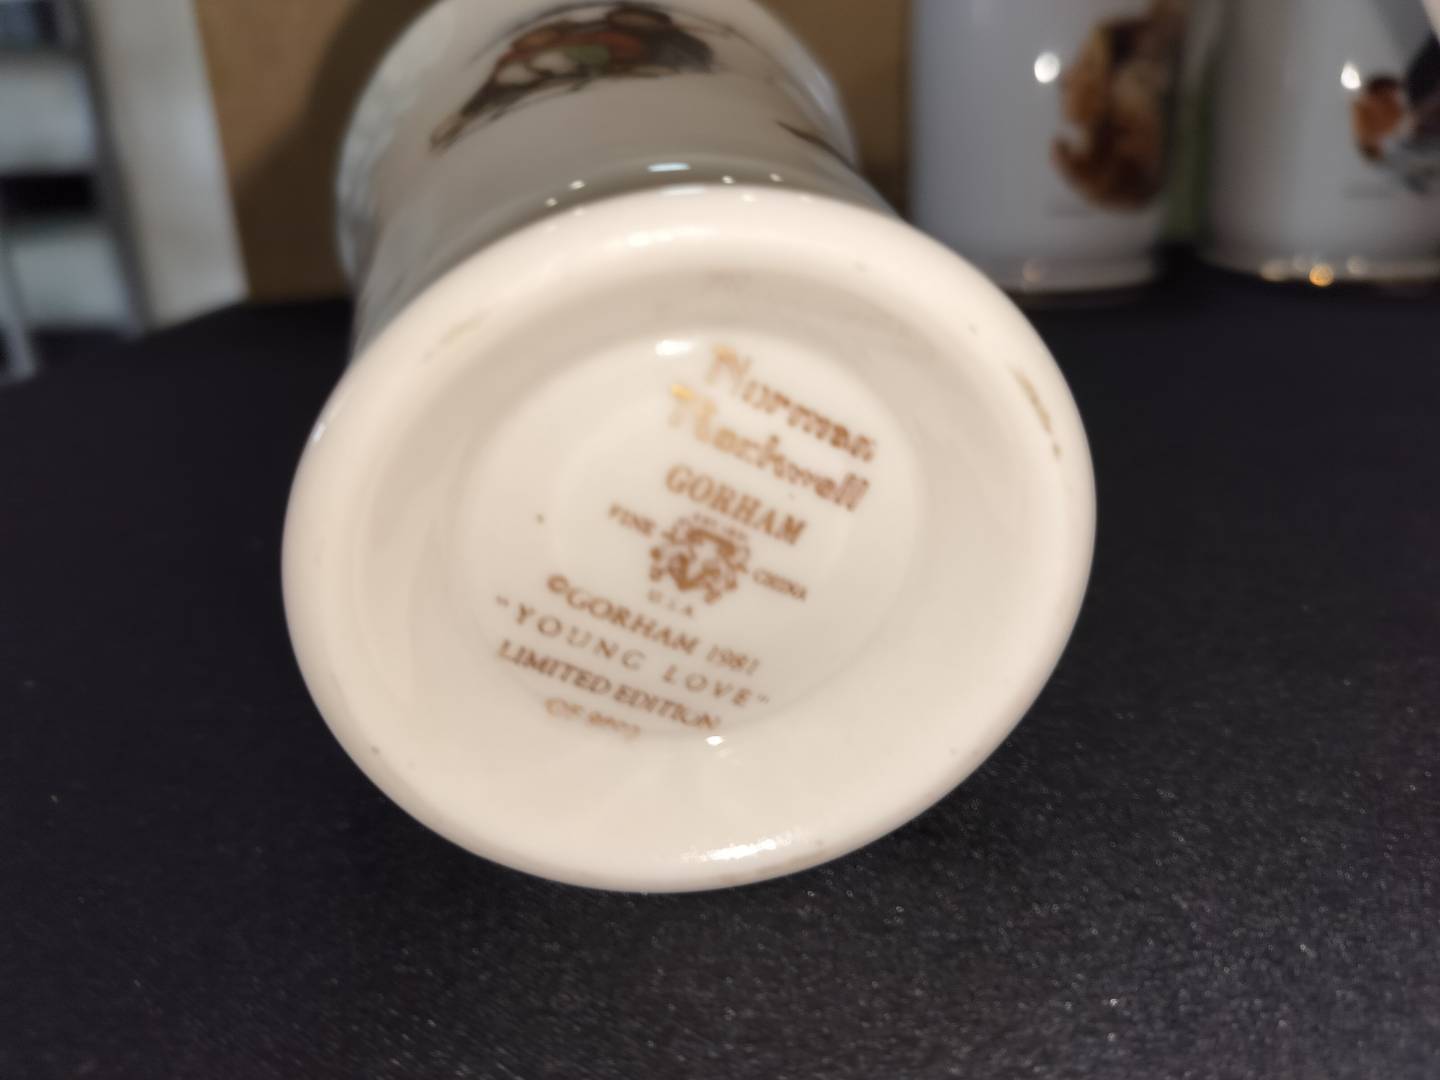 Norman
Rockwell
GORHAM
FINE CHINA
U.S.A.
©GORHAM 1981
"YOUNG LOVE"
LIMITED EDITION